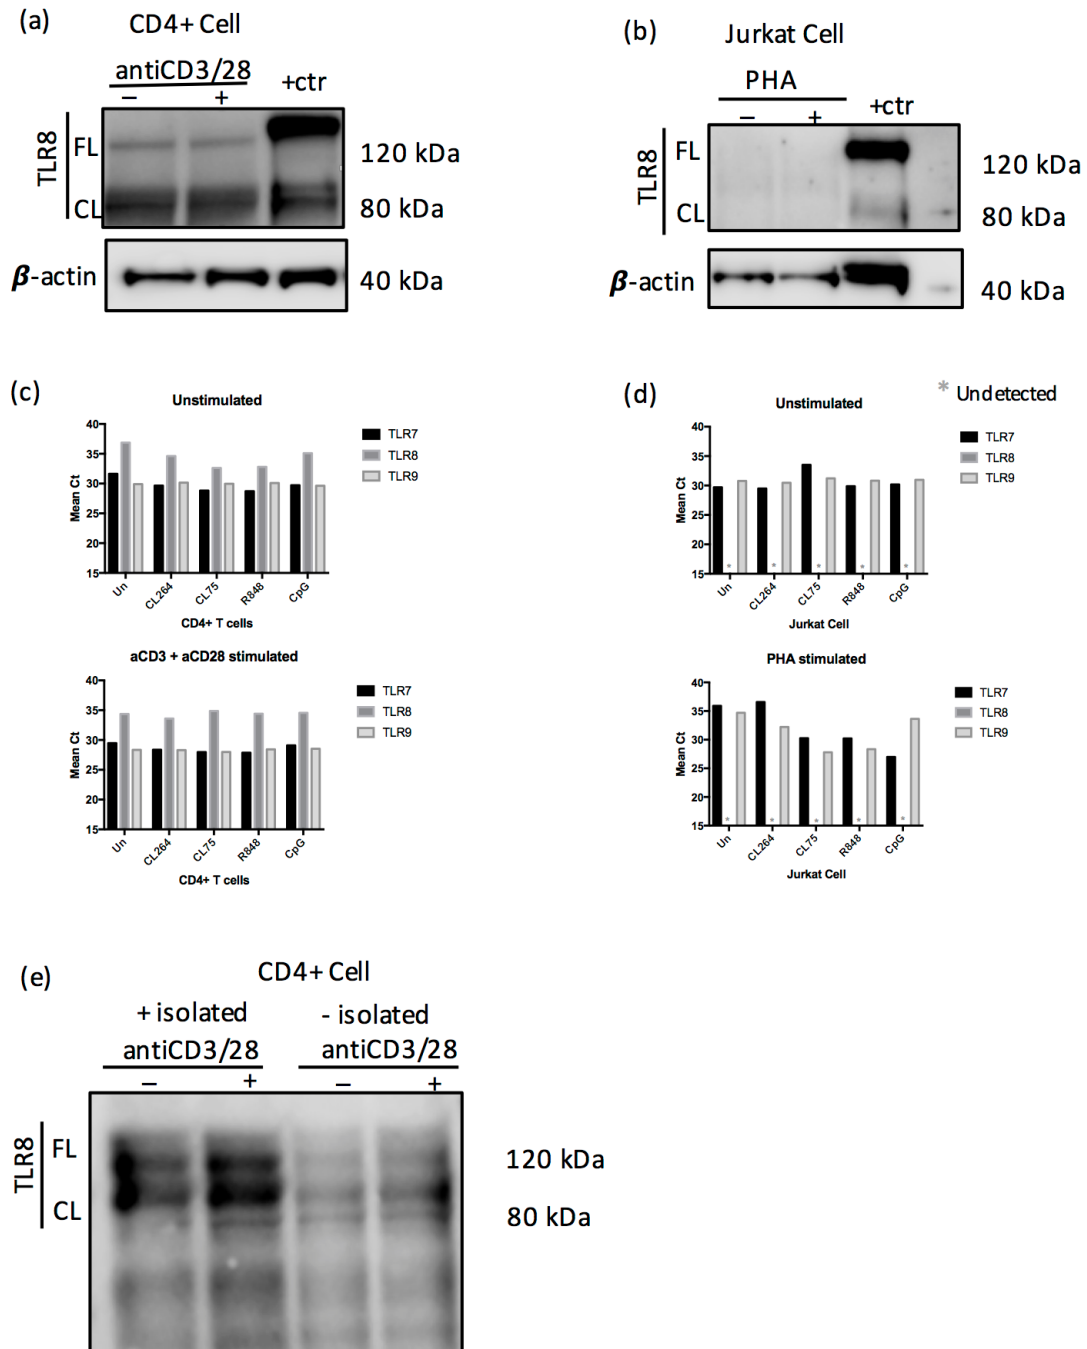 (a)
CD4+ Cell
antiCD3/28
– + +ctr
TLR8
FL
CL
120 kDa
80 kDa
β-actin
40 kDa
(b)
Jurkat Cell
PHA
– + +ctr
TLR8
FL
CL
120 kDa
80 kDa
β-actin
40 kDa
(c)
Unstimulated
Mean Ct
40
35
30
25
20
15
Un CL264 CL75 R848 CpG
CD4+ T cells
TLR7
TLR8
TLR9
aCD3 + aCD28 stimulated
Mean Ct
40
35
30
25
20
15
Un CL264 CL75 R848 CpG
CD4+ T cells
TLR7
TLR8
TLR9
(d)
* Undetected
Unstimulated
Mean Ct
40
35
30
25
20
15
* * * * *
Un CL264 CL75 R848 CpG
Jurkat Cell
TLR7
TLR8
TLR9
PHA stimulated
Mean Ct
40
35
30
25
20
15
* * * * *
Un CL264 CL75 R848 CpG
Jurkat Cell
TLR7
TLR8
TLR9
(e)
CD4+ Cell
+ isolated - isolated
antiCD3/28 antiCD3/28
– + – +
TLR8
FL
CL
120 kDa
80 kDa